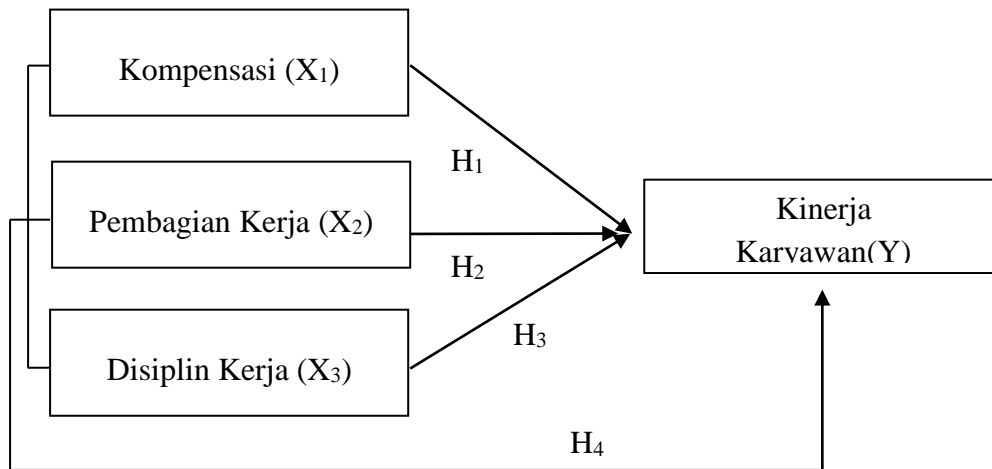 Kompensasi (X₁)
H₁
Pembagian Kerja (X₂)
Kinerja
Karyawan(Y)
H₂
H₃
Disiplin Kerja (X₃)
H₄